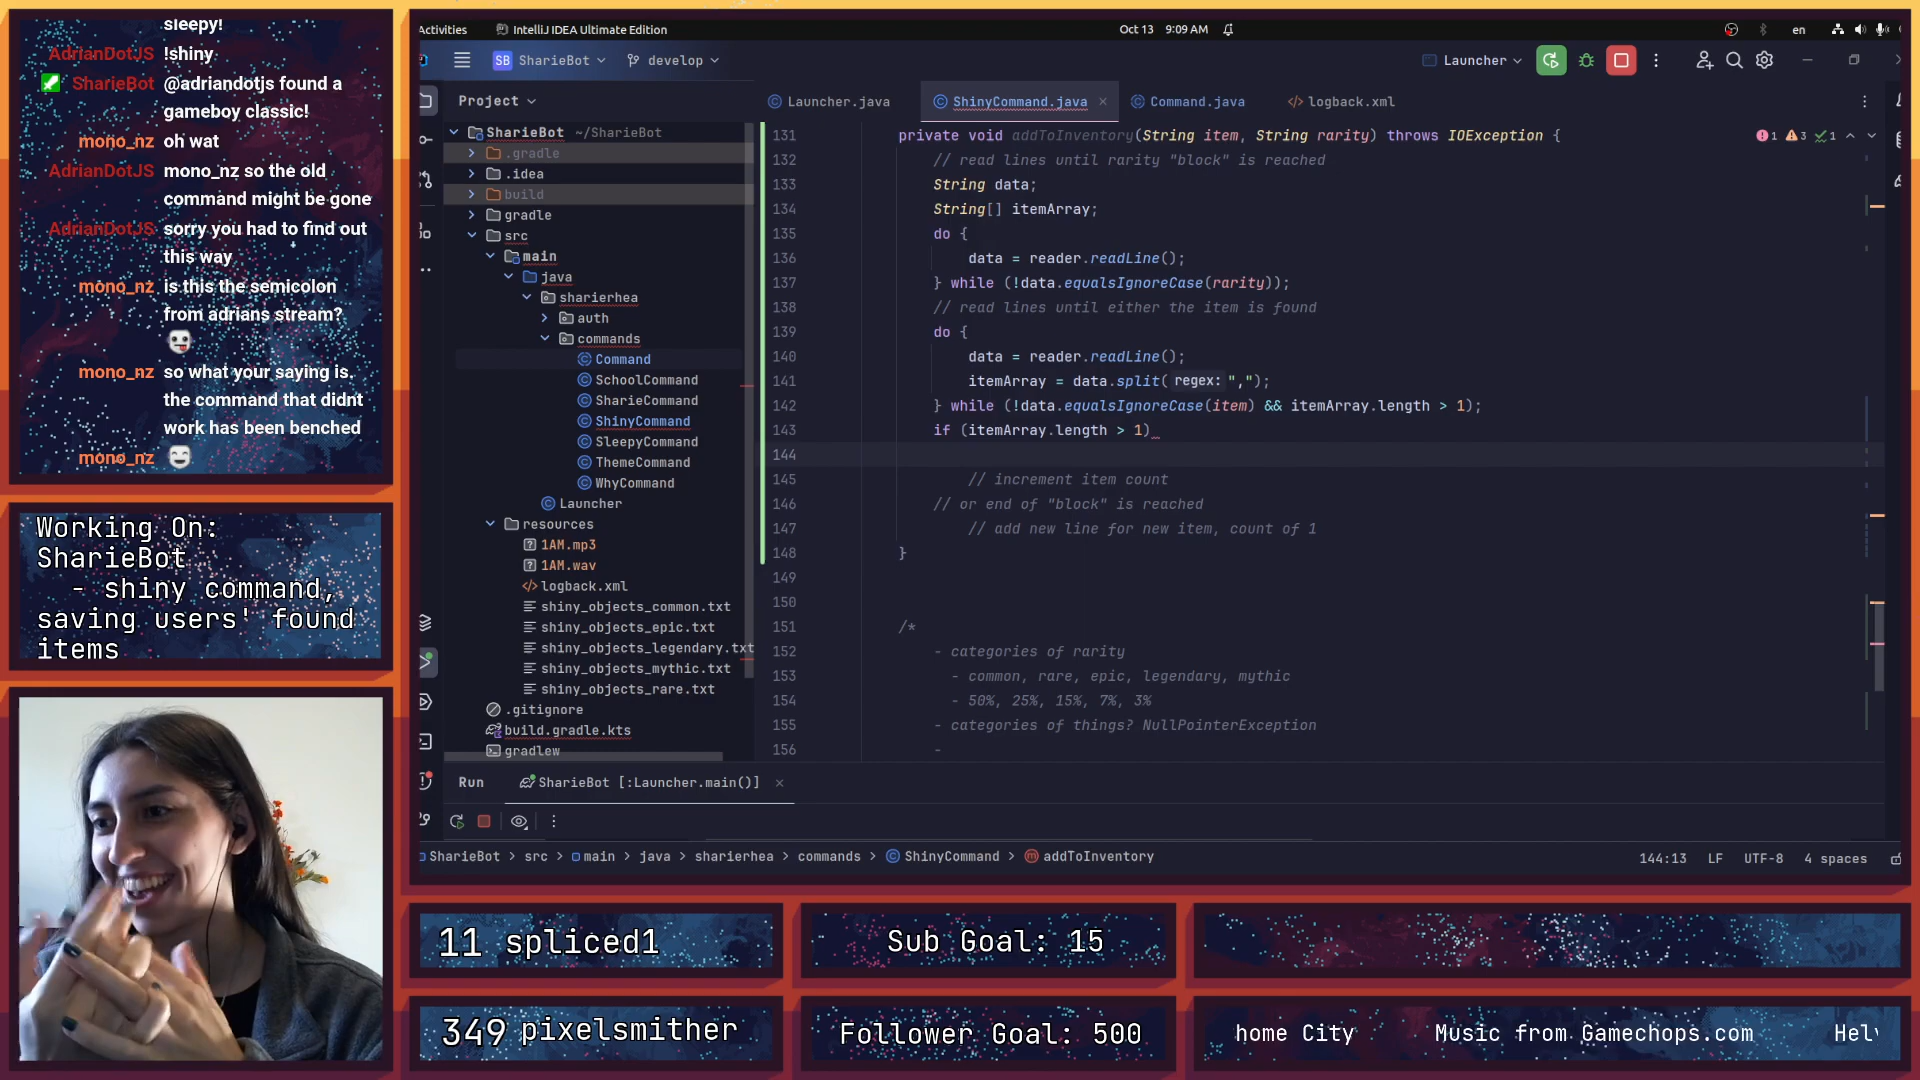 sleepy!
AdrianDotJS !shiny
SharieBot @adriandotjs found a
gameboy classic!
mono_nz oh wat
AdrianDotJS mono_nz so the old
command might be gone
AdrianDotJS sorry you had to find out
this way
mono_nz is this the semicolon
from adrians stream?
mono_nz so what your saying is.
the command that didnt
work has been benched
mono_nz
Working On:
SharieBot
- shiny command,
saving users' found
items
Activities
IntelliJ IDEA Ultimate Edition
Oct 13 9:09 AM
en
SB SharieBot
develop
Launcher
Project
Launcher.java
ShinyCommand.java
Command.java
</> logback.xml
SharieBot ~/SharieBot
.gradle
.idea
build
gradle
src
main
java
sharierhea
auth
commands
Command
SchoolCommand
SharieCommand
ShinyCommand
SleepyCommand
ThemeCommand
WhyCommand
Launcher
resources
1AM.mp3
1AM.wav
</> logback.xml
shiny_objects_common.txt
shiny_objects_epic.txt
shiny_objects_legendary.txt
shiny_objects_mythic.txt
shiny_objects_rare.txt
.gitignore
build.gradle.kts
gradlew
1 3 1
131 private void addToInventory(String item, String rarity) throws IOException {
132 // read lines until rarity "block" is reached
133 String data;
134 String[] itemArray;
135 do {
136 data = reader.readLine();
137 } while (!data.equalsIgnoreCase(rarity));
138 // read lines until either the item is found
139 do {
140 data = reader.readLine();
141 itemArray = data.split( regex: ",");
142 } while (!data.equalsIgnoreCase(item) && itemArray.length > 1);
143 if (itemArray.length > 1)
144
145 // increment item count
146 // or end of "block" is reached
147 // add new line for new item, count of 1
148 }
149
150
151 /*
152 - categories of rarity
153 - common, rare, epic, legendary, mythic
154 - 50%, 25%, 15%, 7%, 3%
155 - categories of things? NullPointerException
156 -
Run
SharieBot [:Launcher.main()]
SharieBot > src > main > java > sharierhea > commands > ShinyCommand > addToInventory
144:13 LF UTF-8 4 spaces
11 spliced1
Sub Goal: 15
349 pixelsmither
Follower Goal: 500
home City Music from Gamechops.com